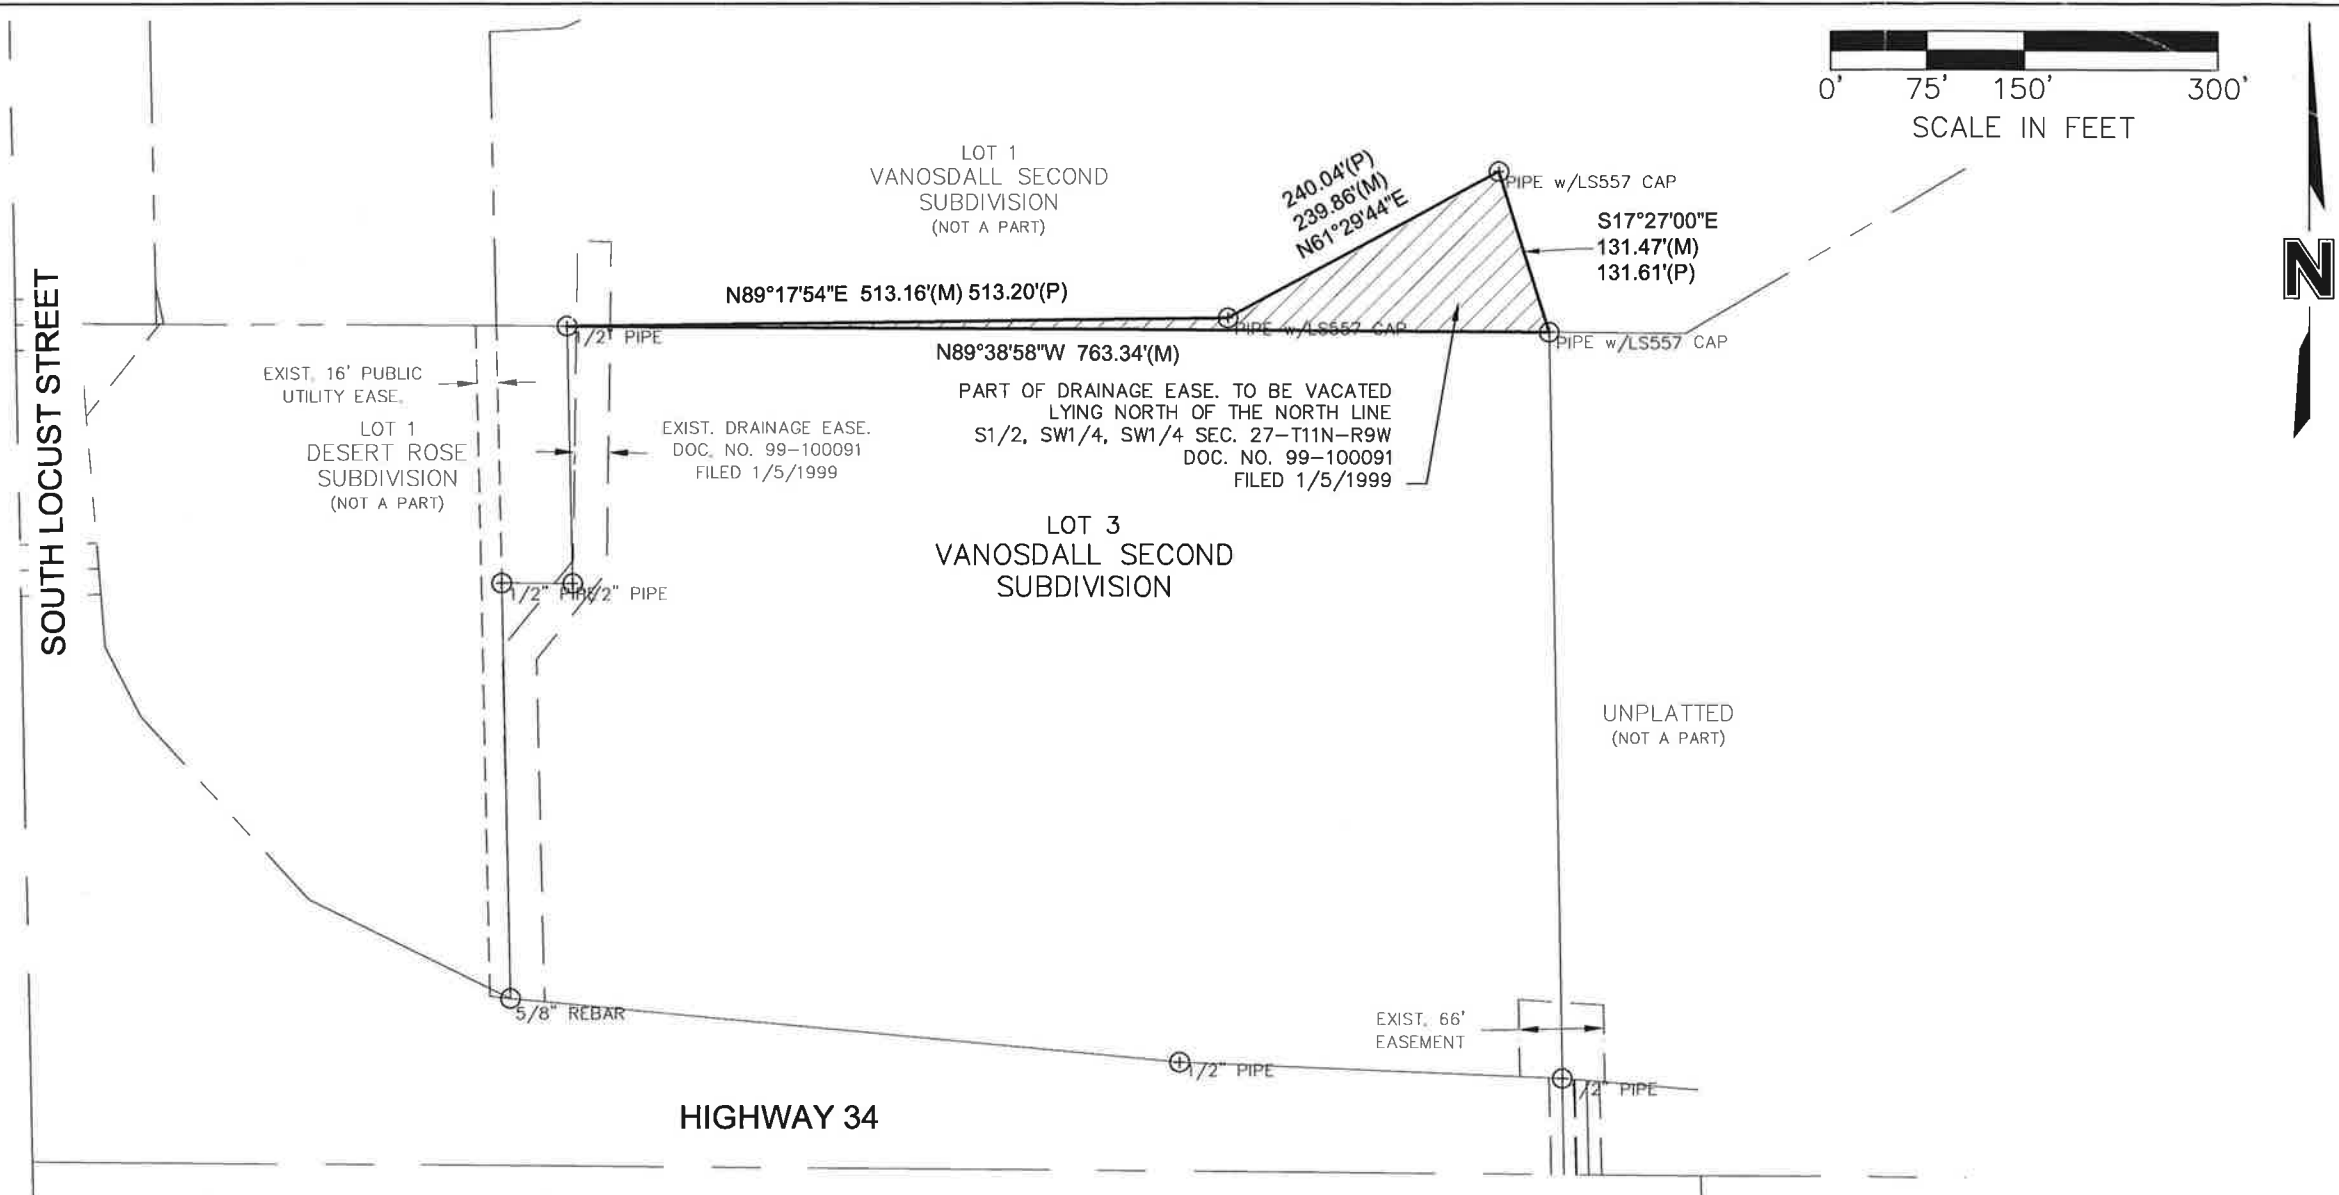 0' 75' 150' 300'
SCALE IN FEET
N
LOT 1
VANOSDALL SECOND
SUBDIVISION
(NOT A PART)
240.04'(P)
239.86'(M)
N61°29'44"E
PIPE w/LS557 CAP
S17°27'00"E
131.47'(M)
131.61'(P)
N89°17'54"E 513.16'(M) 513.20'(P)
1/2" PIPE
PIPE w/LS557 CAP
PIPE w/LS557 CAP
N89°38'58"W 763.34'(M)
SOUTH LOCUST STREET
EXIST. 16' PUBLIC
UTILITY EASE.
LOT 1
DESERT ROSE
SUBDIVISION
(NOT A PART)
EXIST. DRAINAGE EASE.
DOC. NO. 99-100091
FILED 1/5/1999
PART OF DRAINAGE EASE. TO BE VACATED
LYING NORTH OF THE NORTH LINE
S1/2, SW1/4, SW1/4 SEC. 27-T11N-R9W
DOC. NO. 99-100091
FILED 1/5/1999
LOT 3
VANOSDALL SECOND
SUBDIVISION
1/2" PIPE
1/2" PIPE
UNPLATTED
(NOT A PART)
5/8" REBAR
EXIST. 66'
EASEMENT
1/2" PIPE
1/2" PIPE
HIGHWAY 34